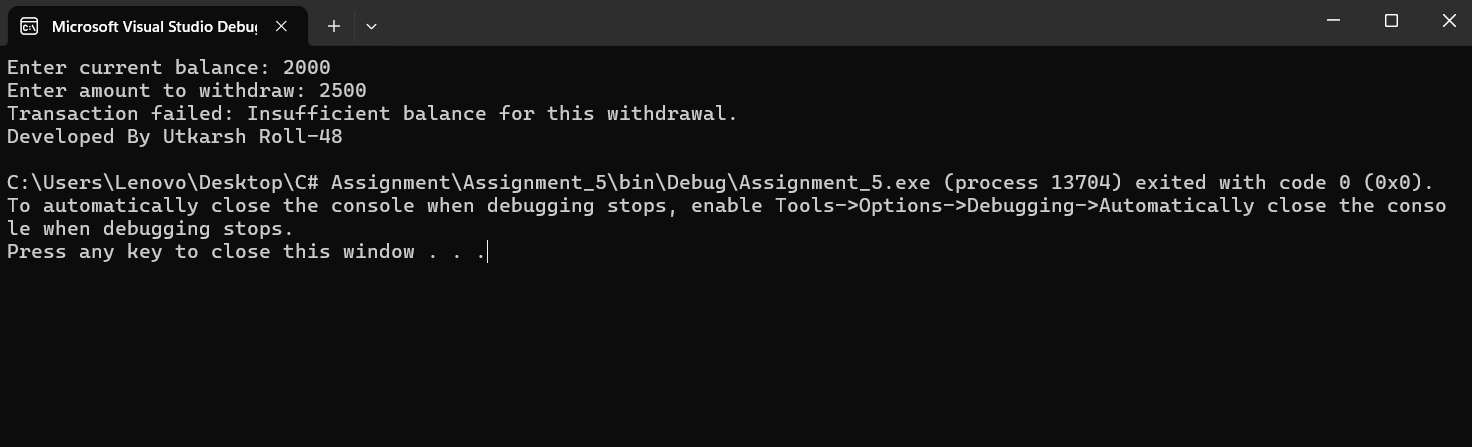 Microsoft Visual Studio Debu
Enter current balance: 2000
Enter amount to withdraw: 2500
Transaction failed: Insufficient balance for this withdrawal.
Developed By Utkarsh Roll-48
C:\Users\Lenovo\Desktop\C# Assignment\Assignment_5\bin\Debug\Assignment_5.exe (process 13704) exited with code 0 (0x0).
To automatically close the console when debugging stops, enable Tools->Options->Debugging->Automatically close the conso
le when debugging stops.
Press any key to close this window . . .